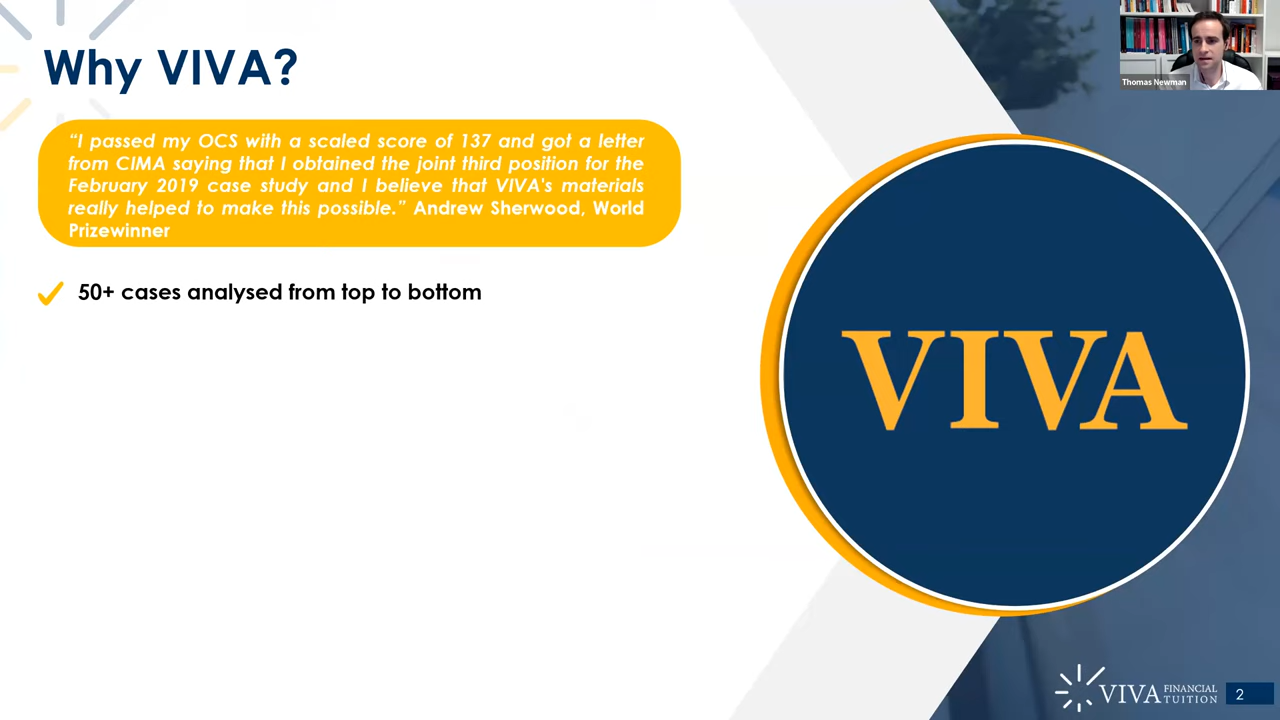 Why VIVA?
Thomas Newman
“I passed my OCS with a scaled score of 137 and got a letter
from CIMA saying that I obtained the joint third position for the
February 2019 case study and I believe that VIVA's materials
really helped to make this possible.” Andrew Sherwood, World
Prizewinner
50+ cases analysed from top to bottom
VIVA
VIVA FINANCIAL
TUITION
2